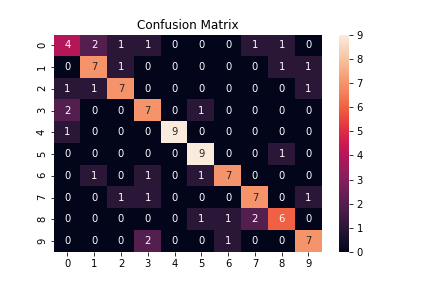 Confusion Matrix
0 4 2 1 1 0 0 0 1 1 0
1 0 7 1 0 0 0 0 0 1 1
2 1 1 7 0 0 0 0 0 0 1
3 2 0 0 7 0 1 0 0 0 0
4 1 0 0 0 9 0 0 0 0 0
5 0 0 0 0 0 9 0 0 1 0
6 0 1 0 1 0 1 7 0 0 0
7 0 0 1 1 0 0 0 7 0 1
8 0 0 0 0 0 1 1 2 6 0
9 0 0 0 2 0 0 1 0 0 7
0 1 2 3 4 5 6 7 8 9
9
8
7
6
5
4
3
2
1
0